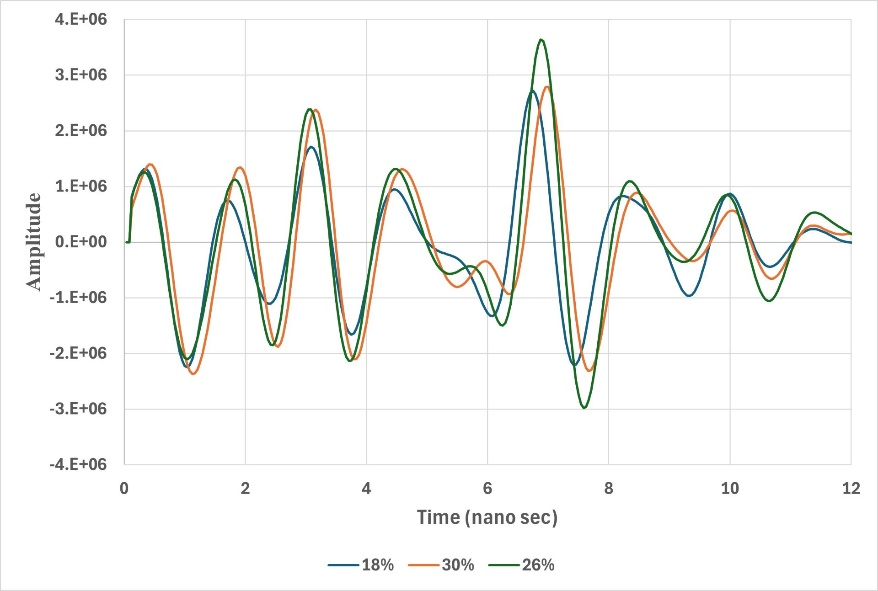 4.E+06
3.E+06
2.E+06
1.E+06
0.E+00
-1.E+06
-2.E+06
-3.E+06
-4.E+06
Amplitude
0 2 4 6 8 10 12
Time (nano sec)
18% 30% 26%